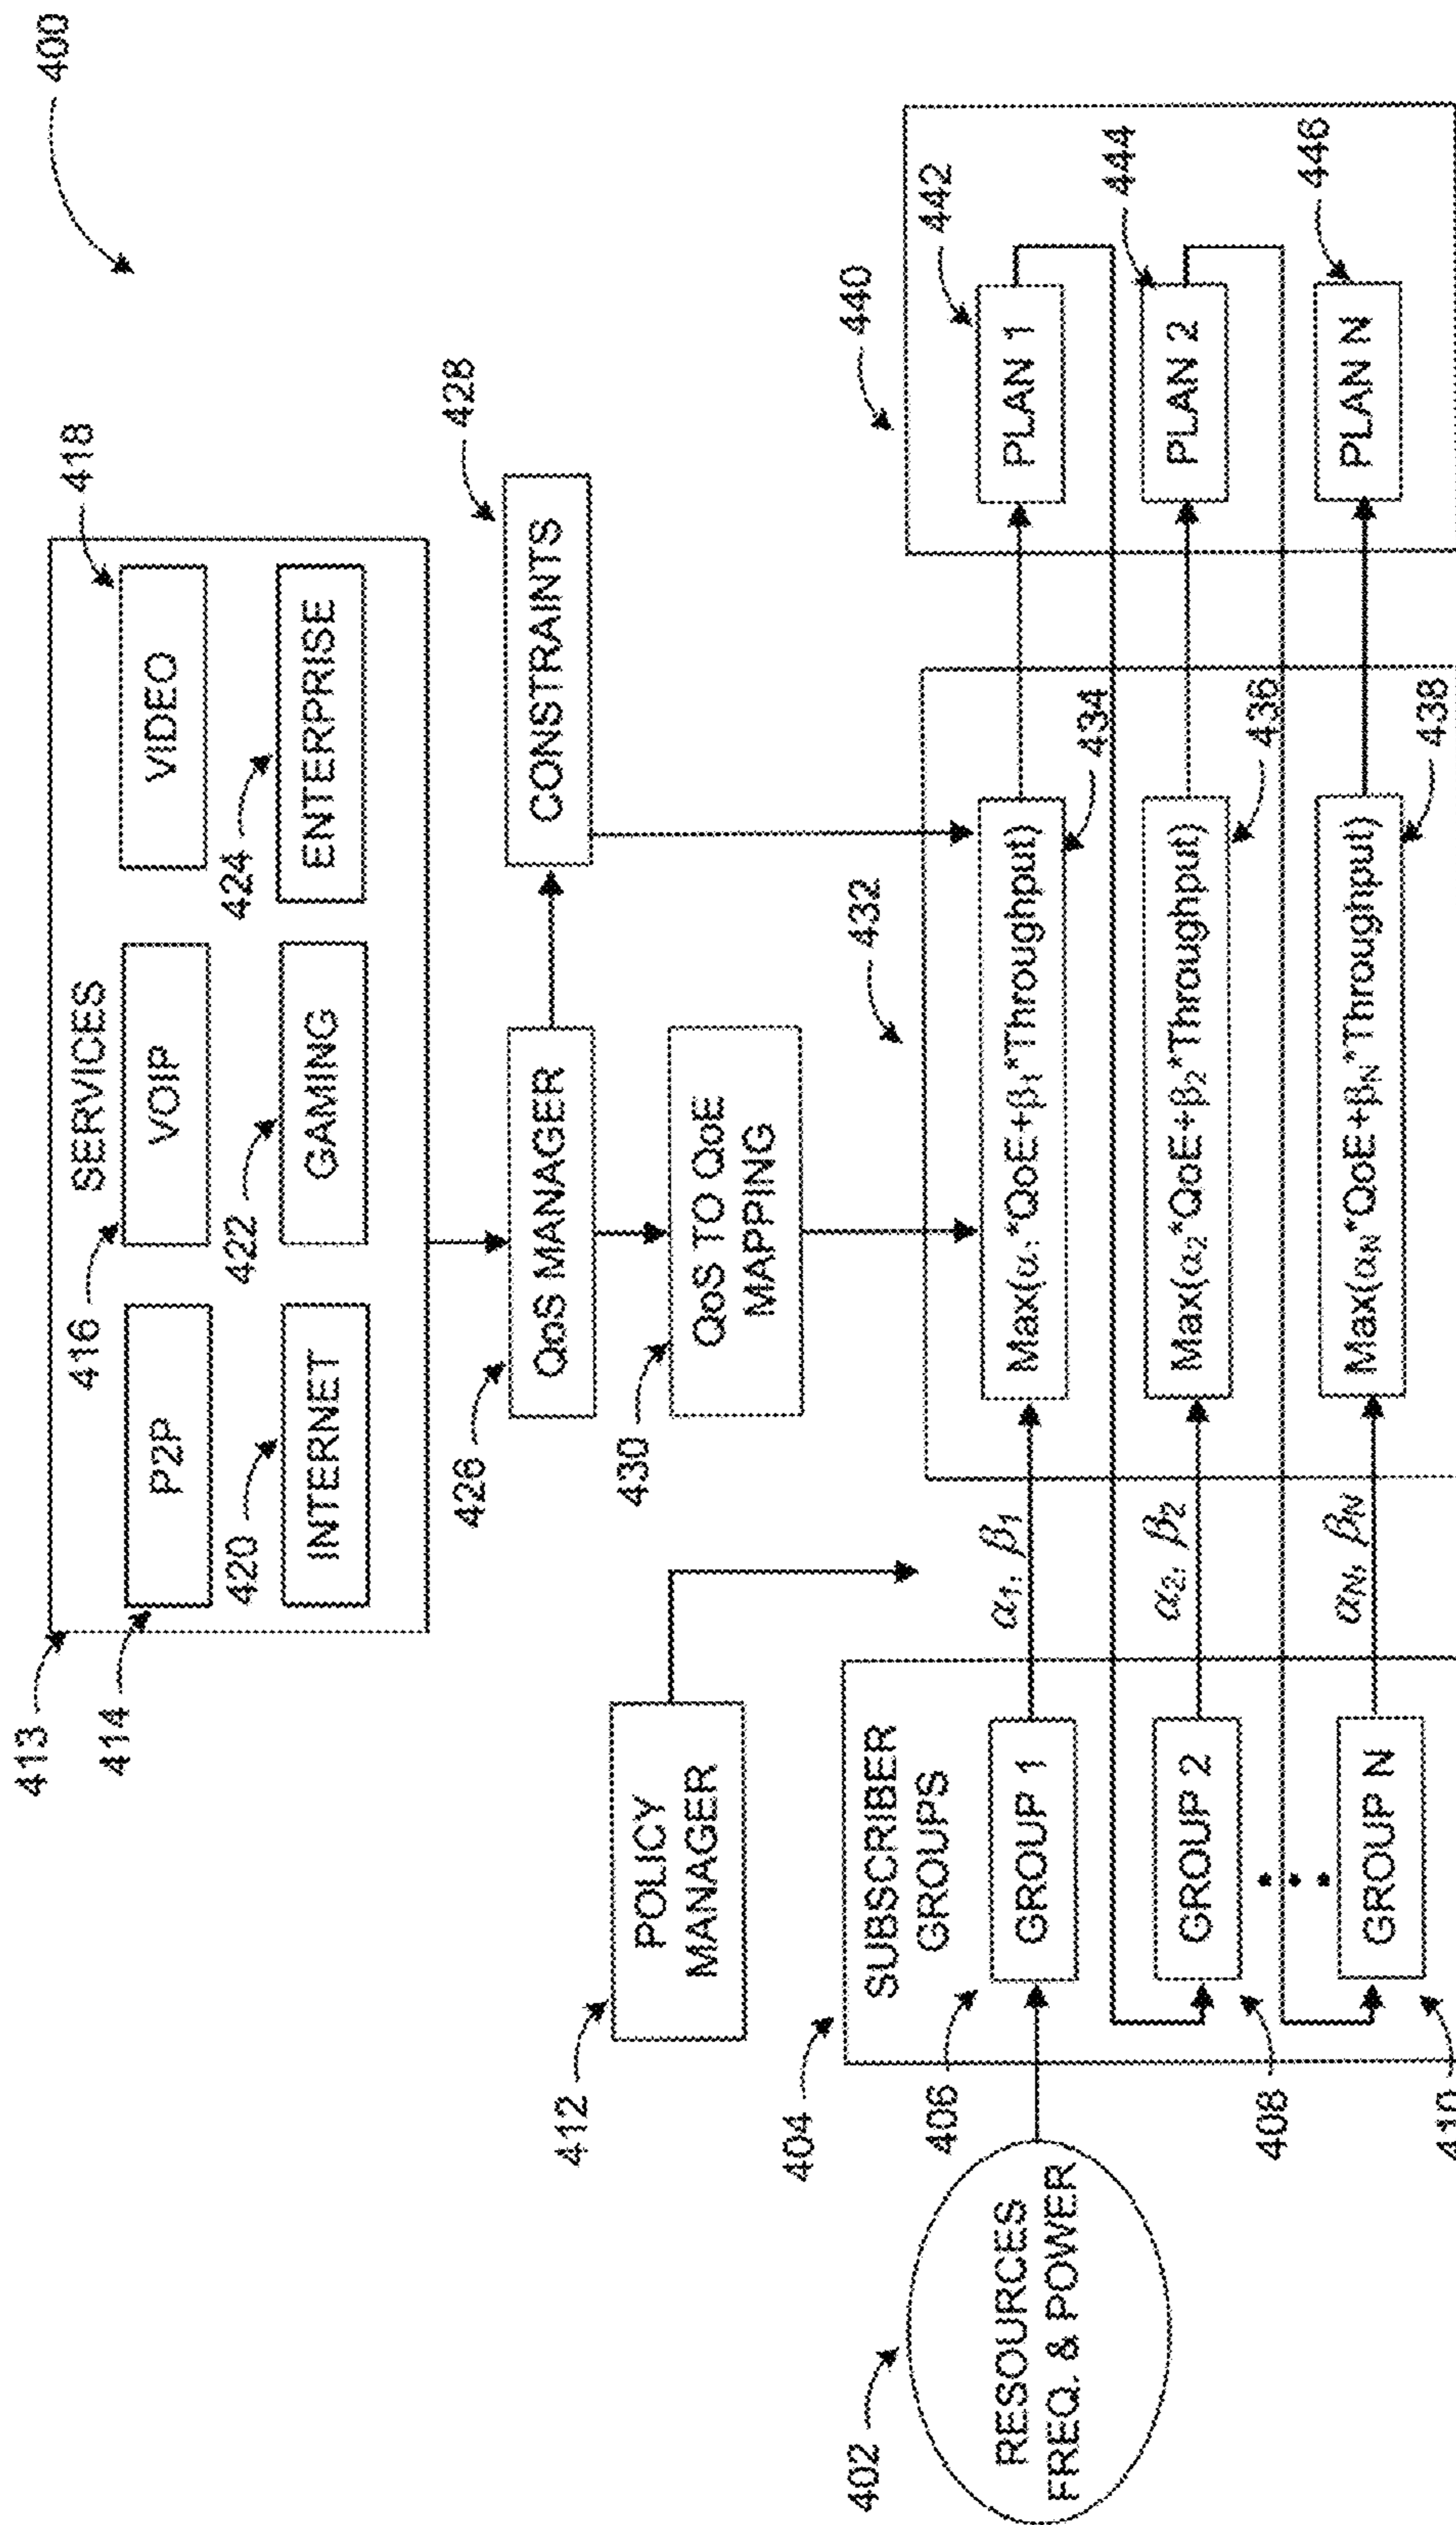 400
413
414
416
418
SERVICES
P2P
VOIP
VIDEO
420
422
424
INTERNET
GAMING
ENTERPRISE
426
QoS MANAGER
428
CONSTRAINTS
430
QoS TO QoE
MAPPING
412
POLICY
MANAGER
432
440
404
SUBSCRIBER
GROUPS
402
RESOURCES
FREQ. & POWER
406
GROUP 1
α1, β1
Max(α1*QoE+β1*Throughput)
434
PLAN 1
442
408
GROUP 2
α2, β2
Max(α2*QoE+β2*Throughput)
436
PLAN 2
444
410
GROUP N
αN, βN
Max(αN*QoE+βN*Throughput)
438
PLAN N
446